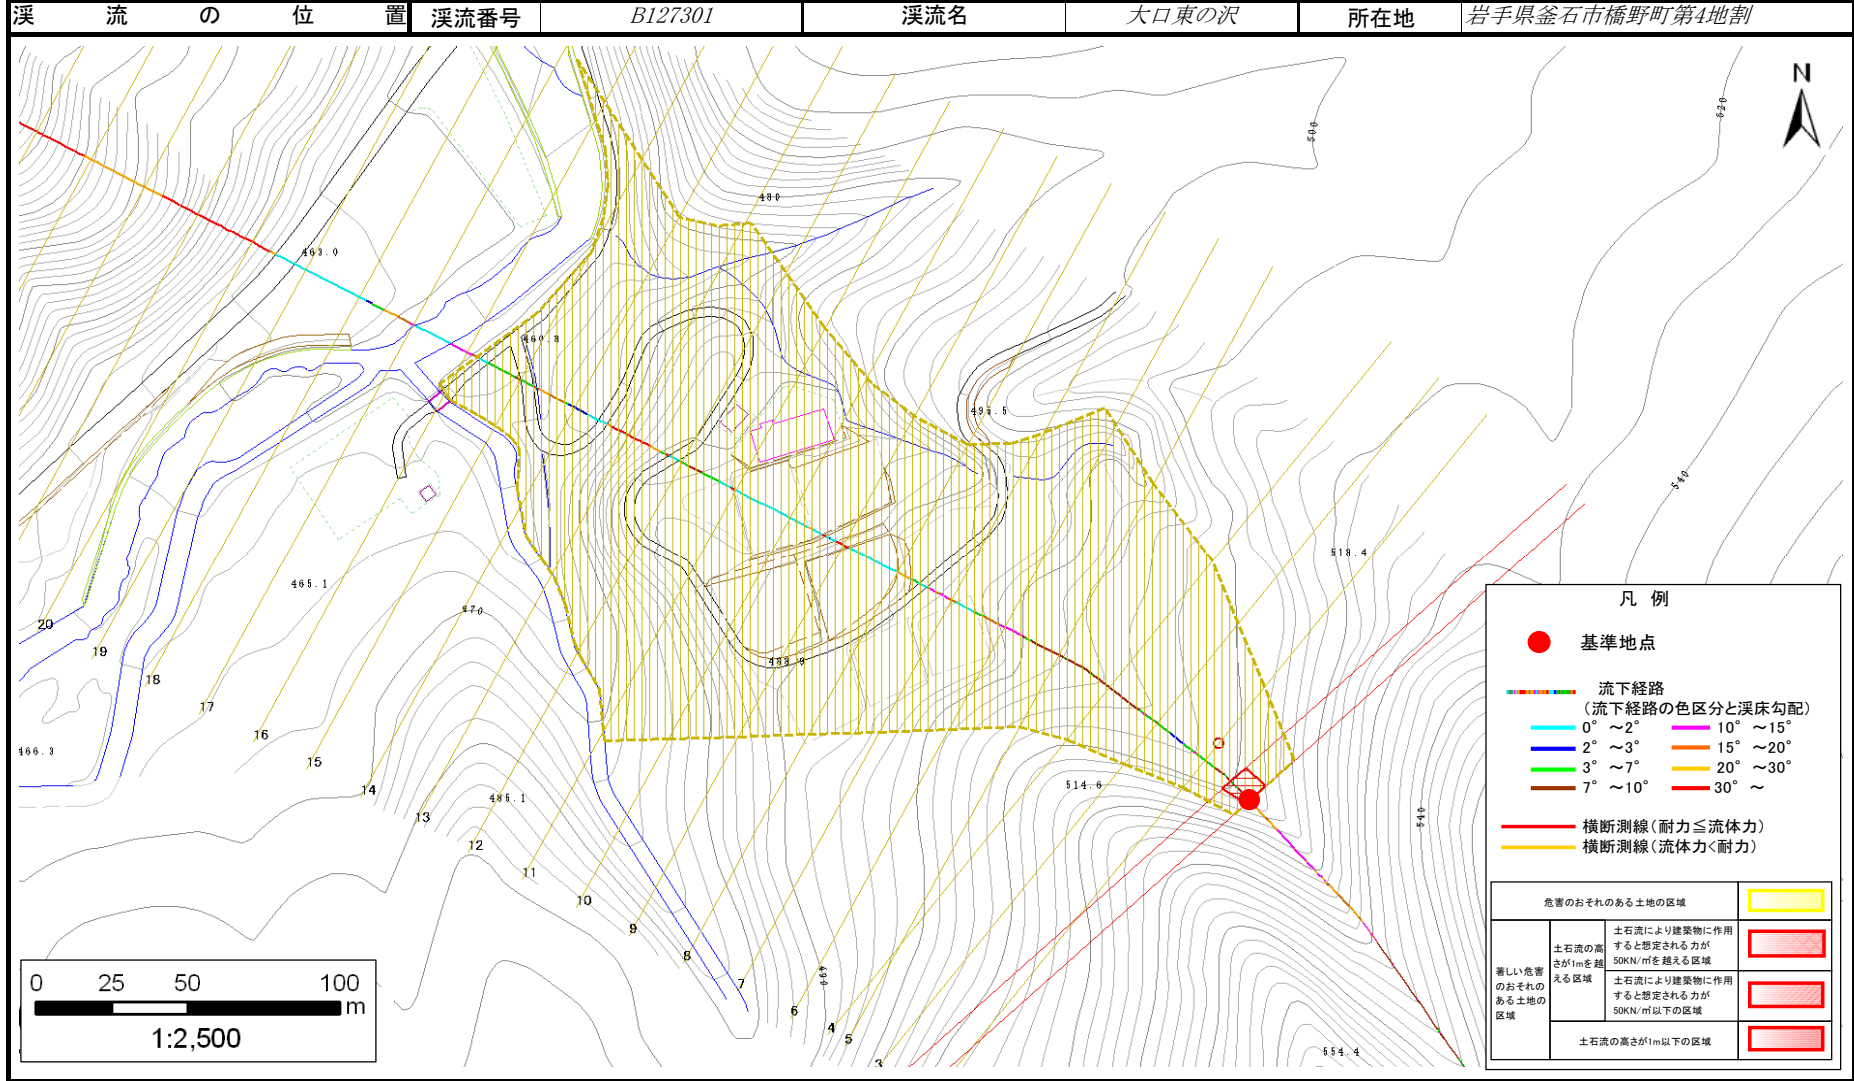 渓流の位置 渓流番号 B127301 渓流名 大口東の沢 所在地 岩手県釜石市橋野町第4地割
N
520
500
480
463.0
460.8
495.5
540
518.4
465.1
470
488.9
466.3
485.1
514.6
540
554.4
20
19
18
17
16
15
14
13
12
11
10
9
8
7
6
4
5
3
凡 例
基準地点
流下経路
(流下経路の色区分と渓床勾配)
0° ~2° 10° ~15°
2° ~3° 15° ~20°
3° ~7° 20° ~30°
7° ~10° 30° ~
横断測線(耐力≦流体力)
横断測線(流体力<耐力)
危害のおそれのある土地の区域
著しい危害
のおそれの
ある土地の
区域
土石流の高
さが1mを越
える区域
土石流により建築物に作用
すると想定される力が
50KN/㎡を越える区域
土石流により建築物に作用
すると想定される力が
50KN/㎡以下の区域
土石流の高さが1m以下の区域
0 25 50 100
m
1:2,500